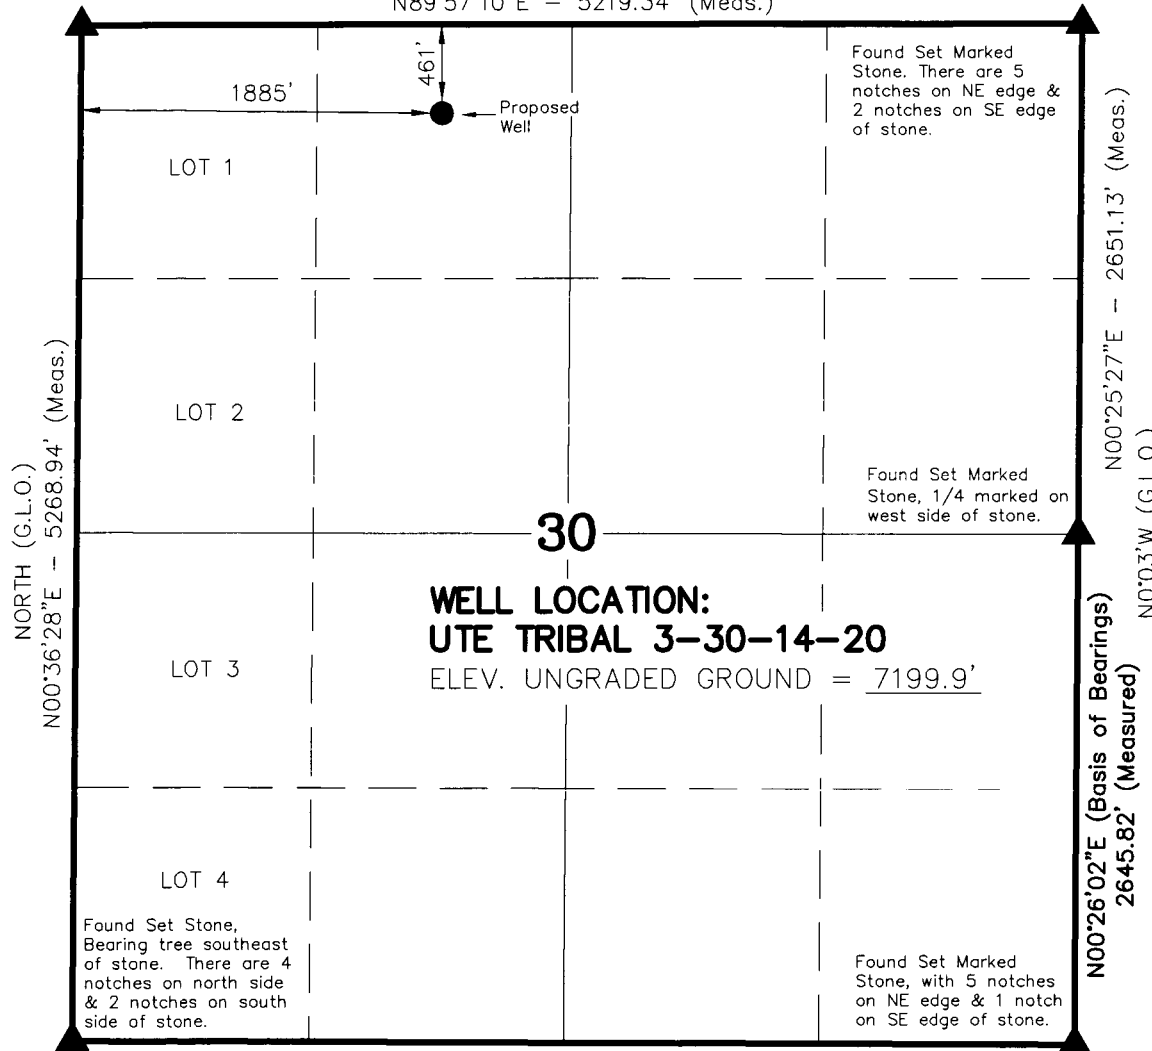 N89°57'10"E - 5219.34' (Meas.)
461'
1885'
Proposed
Well
Found Set Marked
Stone. There are 5
notches on NE edge &
2 notches on SE edge
of stone.
LOT 1
N00°25'27"E - 2651.13' (Meas.)
LOT 2
NORTH (G.L.O.)
N00°36'28"E - 5268.94' (Meas.)
Found Set Marked
Stone, 1/4 marked on
west side of stone.
N0°03'W (G.L.O.)
30
WELL LOCATION:
UTE TRIBAL 3-30-14-20
ELEV. UNGRADED GROUND = 7199.9'
LOT 3
N00°26'02"E (Basis of Bearings)
2645.82' (Measured)
LOT 4
Found Set Stone,
Bearing tree southeast
of stone. There are 4
notches on north side
& 2 notches on south
side of stone.
Found Set Marked
Stone, with 5 notches
on NE edge & 1 notch
on SE edge of stone.